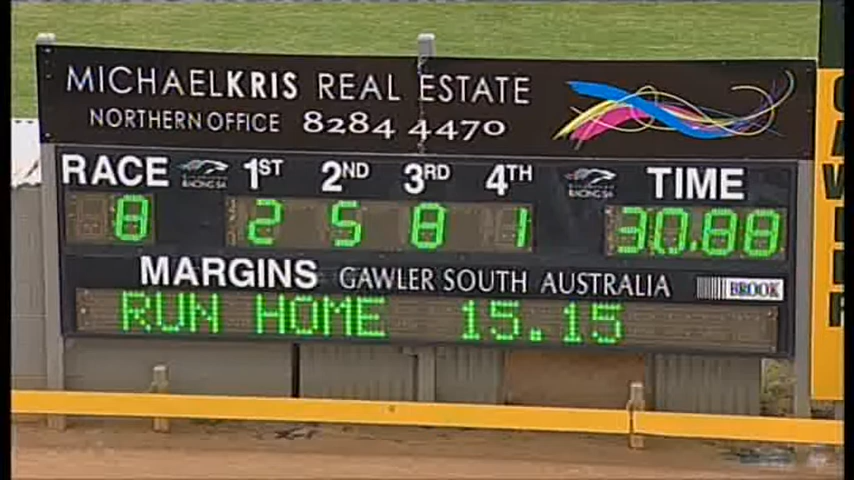 MICHAELKRIS REAL ESTATE
NORTHERN OFFICE 8284 4470
RACE 1ST 2ND 3RD 4TH TIME
8 2 5 8 1 30.88
MARGINS GAWLER SOUTH AUSTRALIA BROOK
RUN HOME 15.15